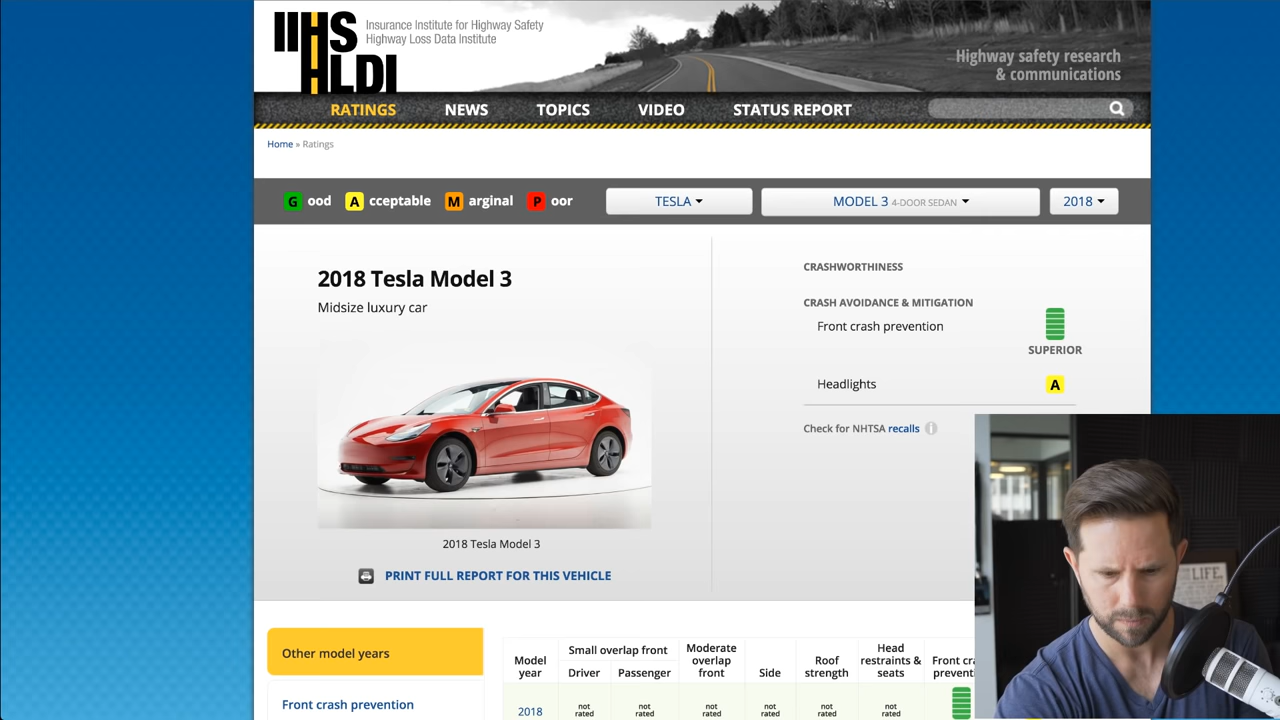 IIHS
HLDI
Insurance Institute for Highway Safety
Highway Loss Data Institute
Highway safety research
& communications
RATINGS NEWS TOPICS VIDEO STATUS REPORT
Home » Ratings
G ood A cceptable M arginal P oor TESLA MODEL 3 4-DOOR SEDAN 2018
2018 Tesla Model 3
Midsize luxury car
2018 Tesla Model 3
PRINT FULL REPORT FOR THIS VEHICLE
CRASHWORTHINESS
CRASH AVOIDANCE & MITIGATION
Front crash prevention
SUPERIOR
Headlights A
Check for NHTSA recalls i
LIFE.
Other model years
Front crash prevention
Model year
Small overlap front
Driver Passenger
Moderate overlap front
Side
Roof strength
Head restraints & seats
Front
2018 not rated not rated not rated not rated not rated not rated